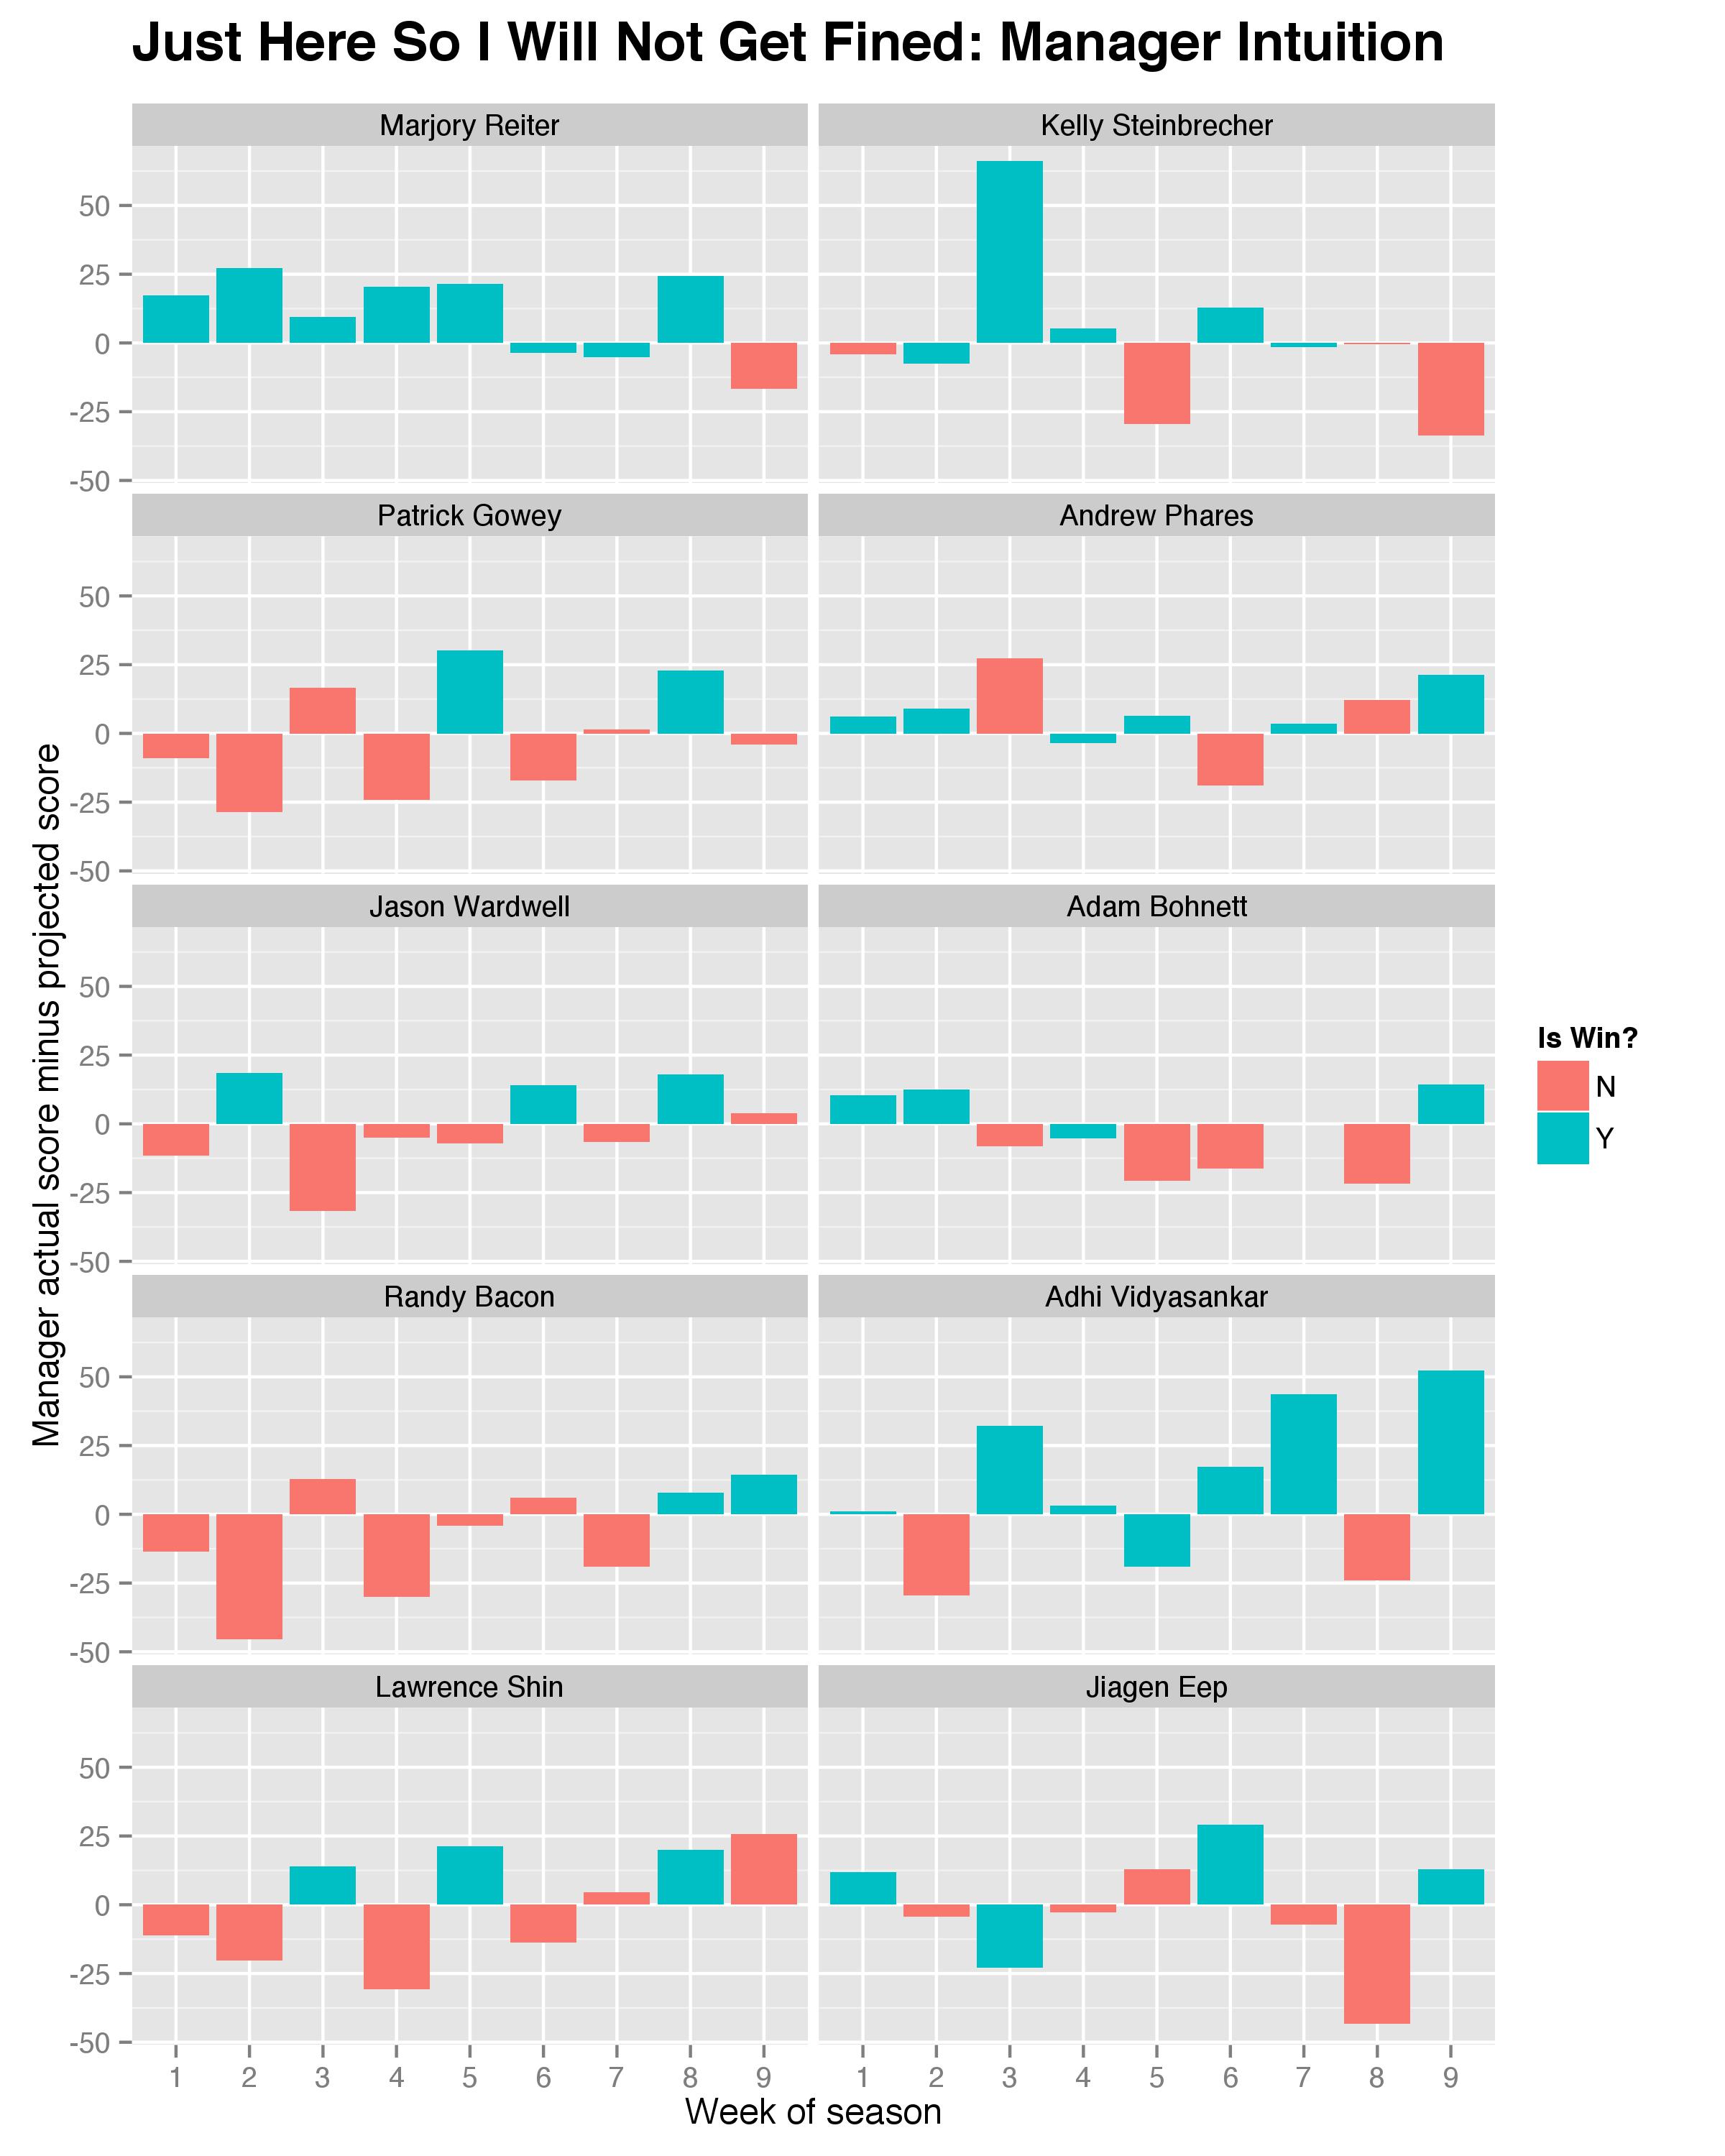 Just Here So I Will Not Get Fined: Manager Intuition
Manager actual score minus projected score
Marjory Reiter
Kelly Steinbrecher
50
25
0
-25
-50
Patrick Gowey
Andrew Phares
50
25
0
-25
-50
Jason Wardwell
Adam Bohnett
50
25
0
-25
-50
Randy Bacon
Adhi Vidyasankar
50
25
0
-25
-50
Lawrence Shin
Jiagen Eep
50
25
0
-25
-50
1 2 3 4 5 6 7 8 9
1 2 3 4 5 6 7 8 9
Week of season
Is Win?
N
Y